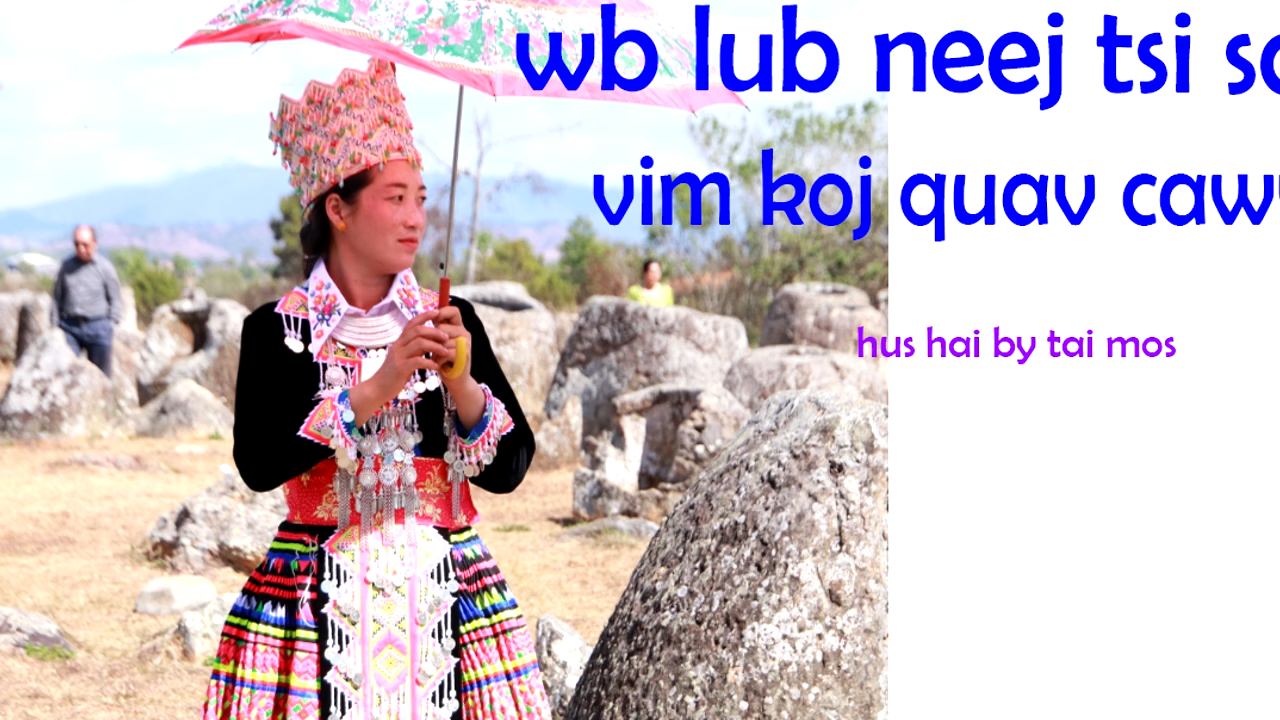 wb lub neej tsi
vim koj quav
hus hai by tai mos